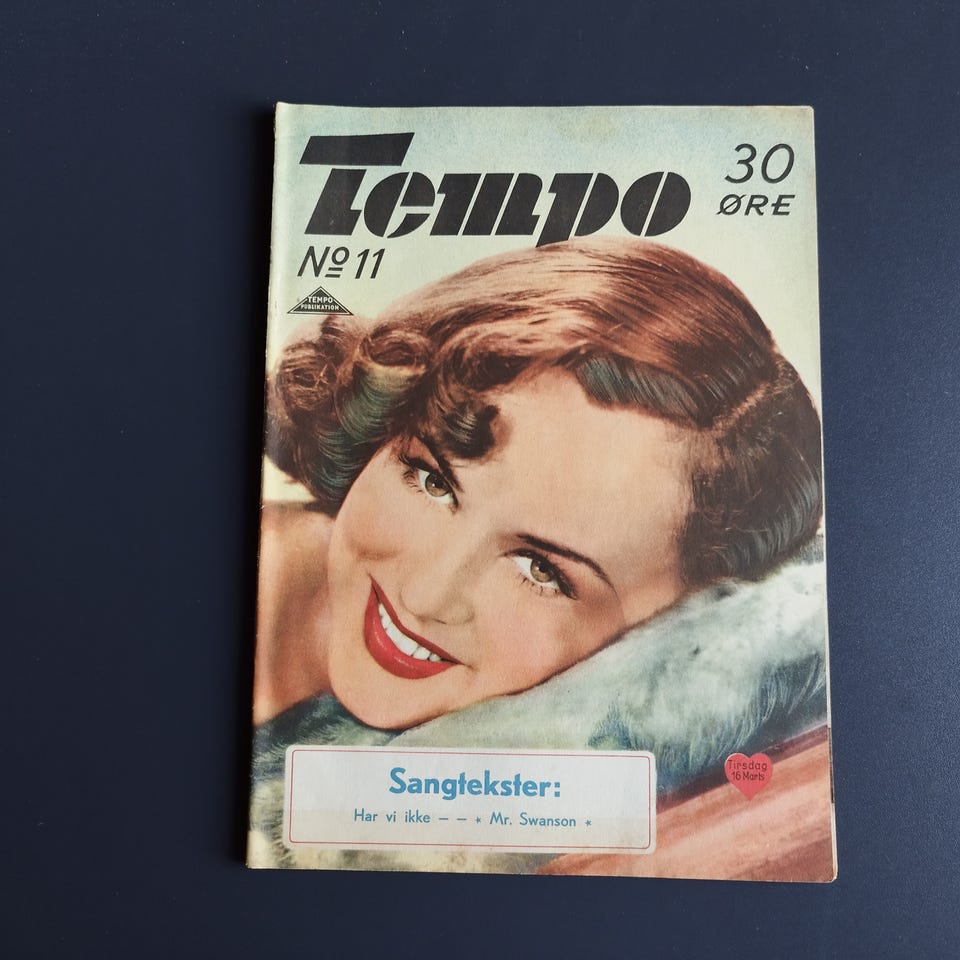 Tempo
30
ØRE
Nº 11
TEMPO
PUBLIKATION
Tirsdag
16 Marts
Sangtekster:
Har vi ikke — — * Mr. Swanson *